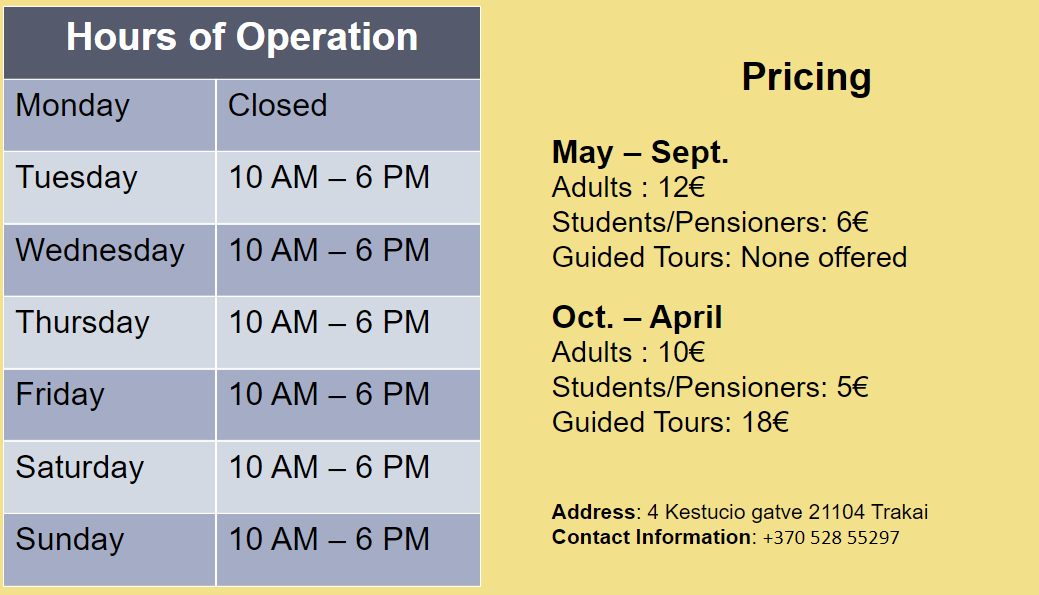 Hours of Operation
Monday Closed
Tuesday 10 AM – 6 PM
Wednesday 10 AM – 6 PM
Thursday 10 AM – 6 PM
Friday 10 AM – 6 PM
Saturday 10 AM – 6 PM
Sunday 10 AM – 6 PM
Pricing
May – Sept.
Adults : 12€
Students/Pensioners: 6€
Guided Tours: None offered
Oct. – April
Adults : 10€
Students/Pensioners: 5€
Guided Tours: 18€
Address: 4 Kestucio gatve 21104 Trakai
Contact Information: +370 528 55297